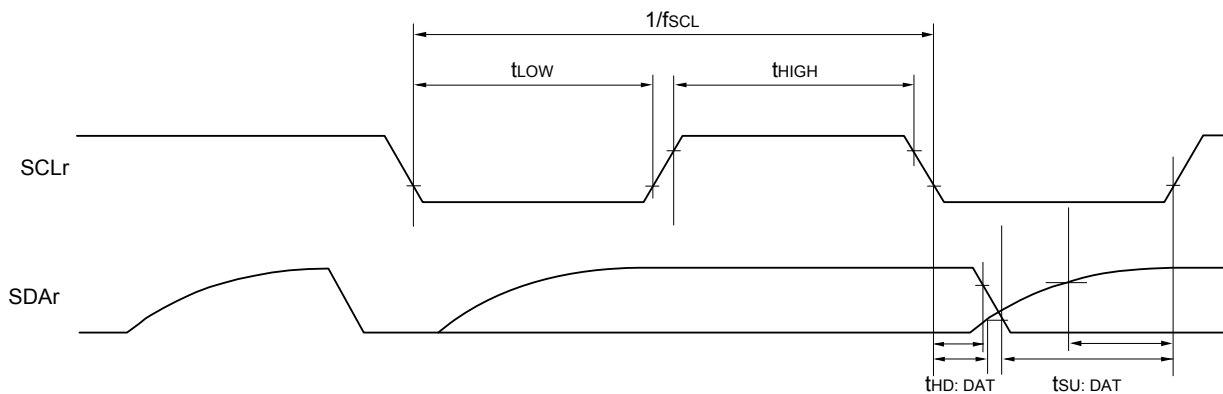 1/fSCL
tLOW
tHIGH
SCLr
SDAr
tHD: DAT
tSU: DAT